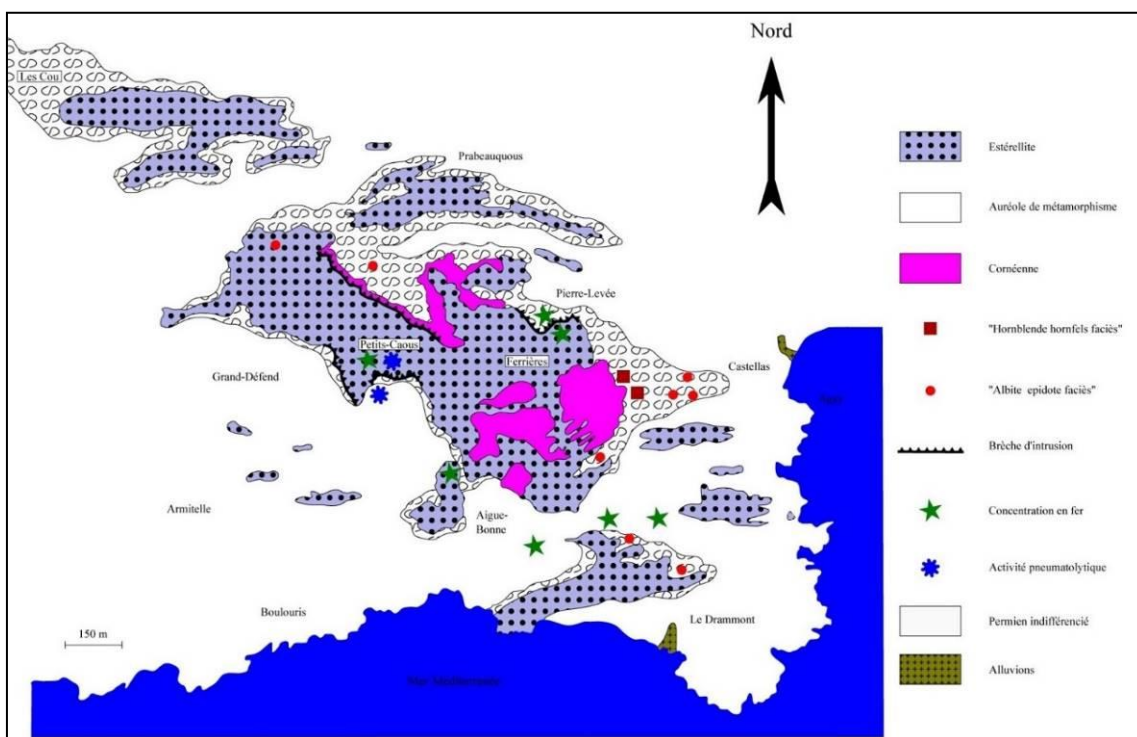 Nord
Les Cou
Prabeauquous
Pierre-Levée
Petits-Caous
Ferrières
Castellas
Grand-Défend
Armitelle
Aigue-
Bonne
Boulouris
Le Drammont
150 m
Mer Méditerranée
Estérellite
Auréole de métamorphisme
Cornéenne
"Hornblende hornfels faciès"
"Albite epidote faciès"
Brèche d'intrusion
Concentration en fer
Activité pneumatolytique
Permien indifférencié
Alluvions